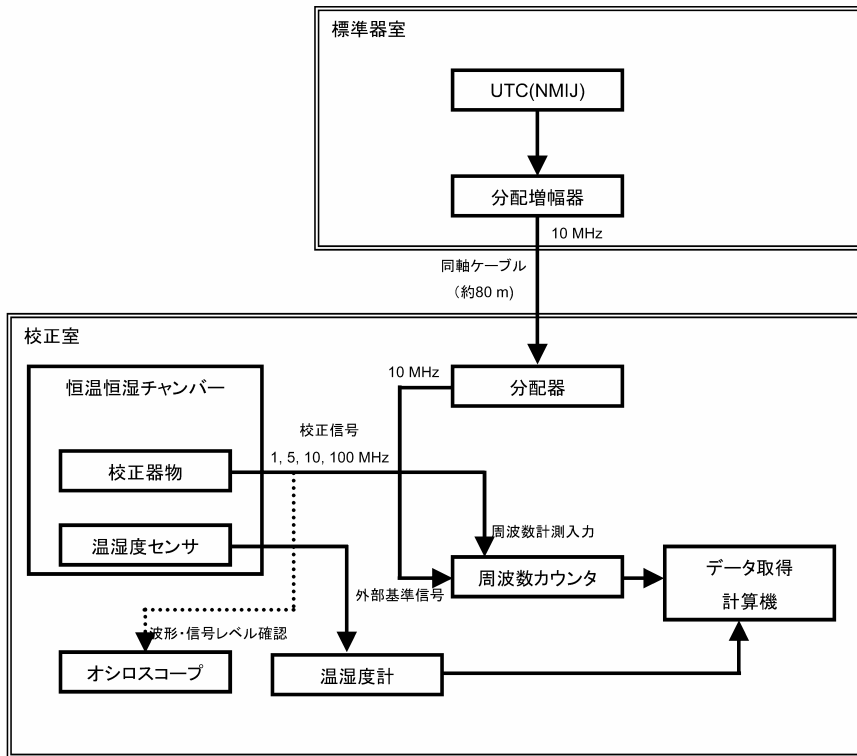 標準器室
UTC(NMIJ)
分配増幅器
10 MHz
同軸ケーブル
(約80 m)
校正室
恒温恒湿チャンバー
10 MHz
分配器
校正信号
1, 5, 10, 100 MHz
校正器物
温湿度センサ
周波数計測入力
周波数カウンタ
データ取得
計算機
外部基準信号
波形・信号レベル確認
オシロスコープ
温湿度計